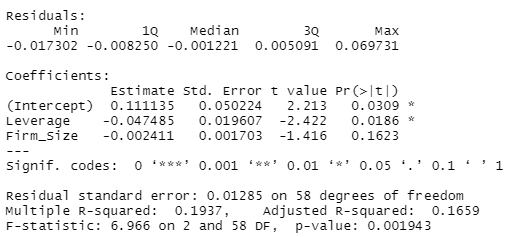 Residuals:
Min 1Q Median 3Q Max
-0.017302 -0.008250 -0.001221 0.005091 0.069731
Coefficients:
Estimate Std. Error t value Pr(>|t|)
(Intercept) 0.111135 0.050224 2.213 0.0309 *
Leverage -0.047485 0.019607 -2.422 0.0186 *
Firm_Size -0.002411 0.001703 -1.416 0.1623
---
Signif. codes: 0 ‘***’ 0.001 ‘**’ 0.01 ‘*’ 0.05 ‘.’ 0.1 ‘ ’ 1
Residual standard error: 0.01285 on 58 degrees of freedom
Multiple R-squared: 0.1937, Adjusted R-squared: 0.1659
F-statistic: 6.966 on 2 and 58 DF, p-value: 0.001943